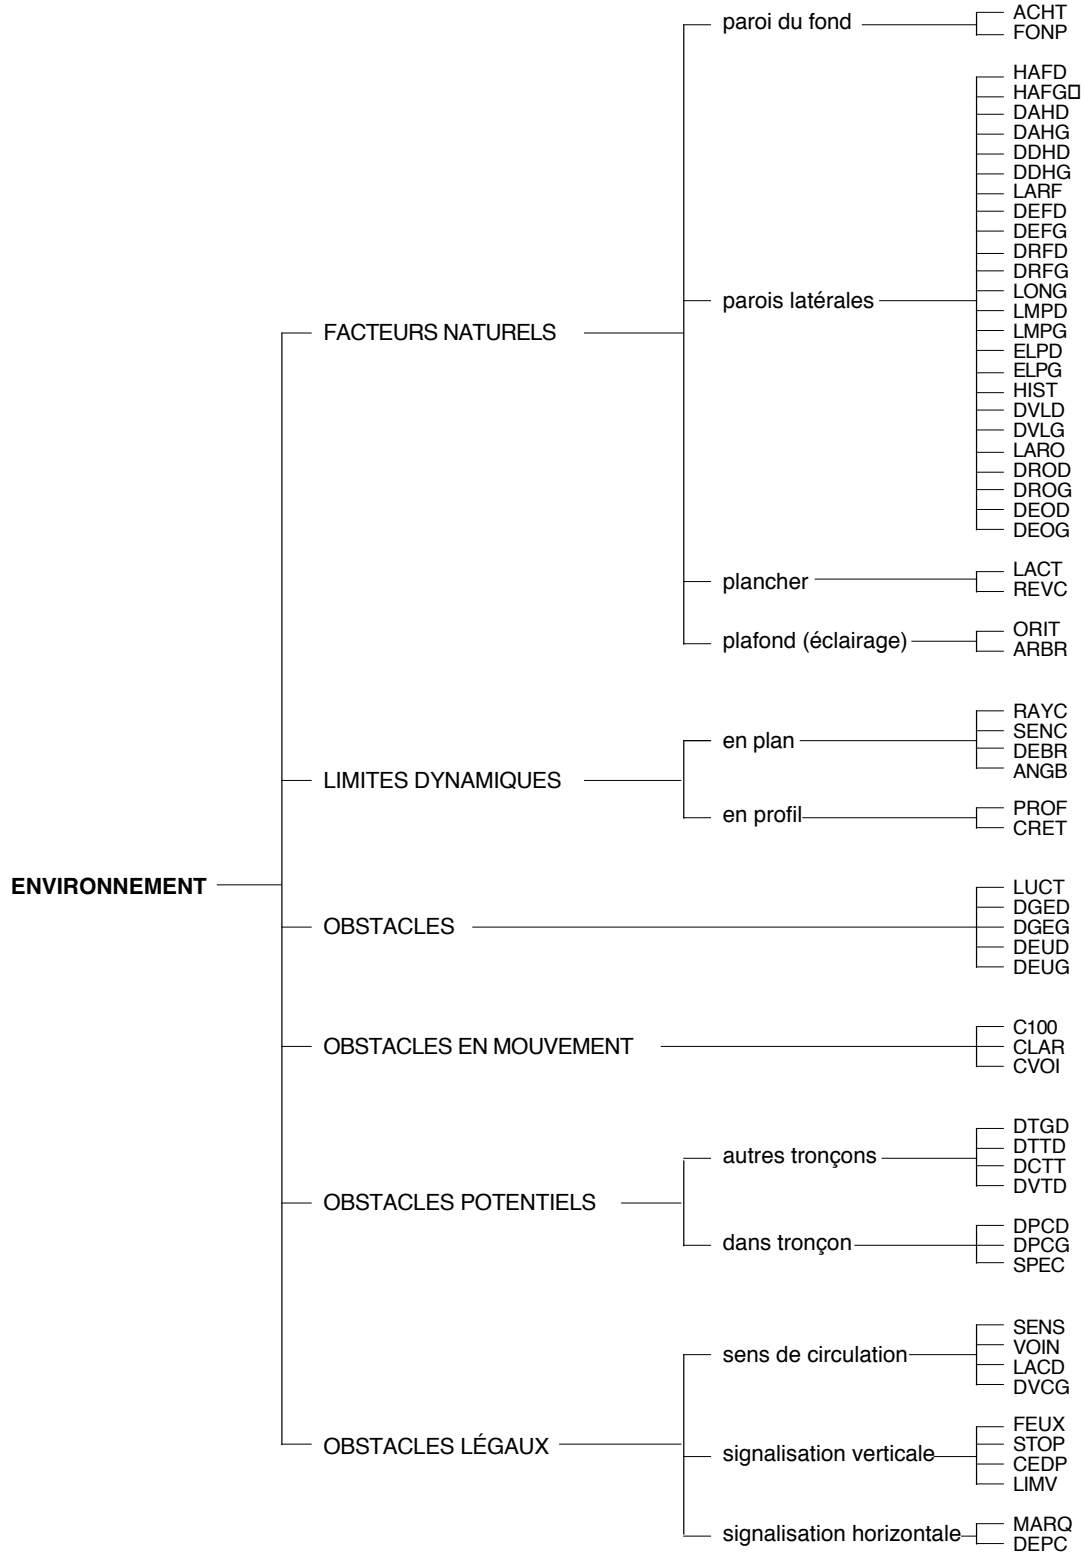 ENVIRONNEMENT
FACTEURS NATURELS
paroi du fond
ACHT
FONP
parois latérales
HAFD
HAFG□
DAHD
DAHG
DDHD
DDHG
LARF
DEFD
DEFG
DRFD
DRFG
LONG
LMPD
LMPG
ELPD
ELPG
HIST
DVLD
DVLG
LARO
DROD
DROG
DEOD
DEOG
plancher
LACT
REVC
plafond (éclairage)
ORIT
ARBR
LIMITES DYNAMIQUES
en plan
RAYC
SENC
DEBR
ANGB
en profil
PROF
CRET
OBSTACLES
LUCT
DGED
DGEG
DEUD
DEUG
OBSTACLES EN MOUVEMENT
C100
CLAR
CVOI
OBSTACLES POTENTIELS
autres tronçons
DTGD
DTTD
DCTT
DVTD
dans tronçon
DPCD
DPCG
SPEC
OBSTACLES LÉGAUX
sens de circulation
SENS
VOIN
LACD
DVCG
signalisation verticale
FEUX
STOP
CEDP
LIMV
signalisation horizontale
MARQ
DEPC